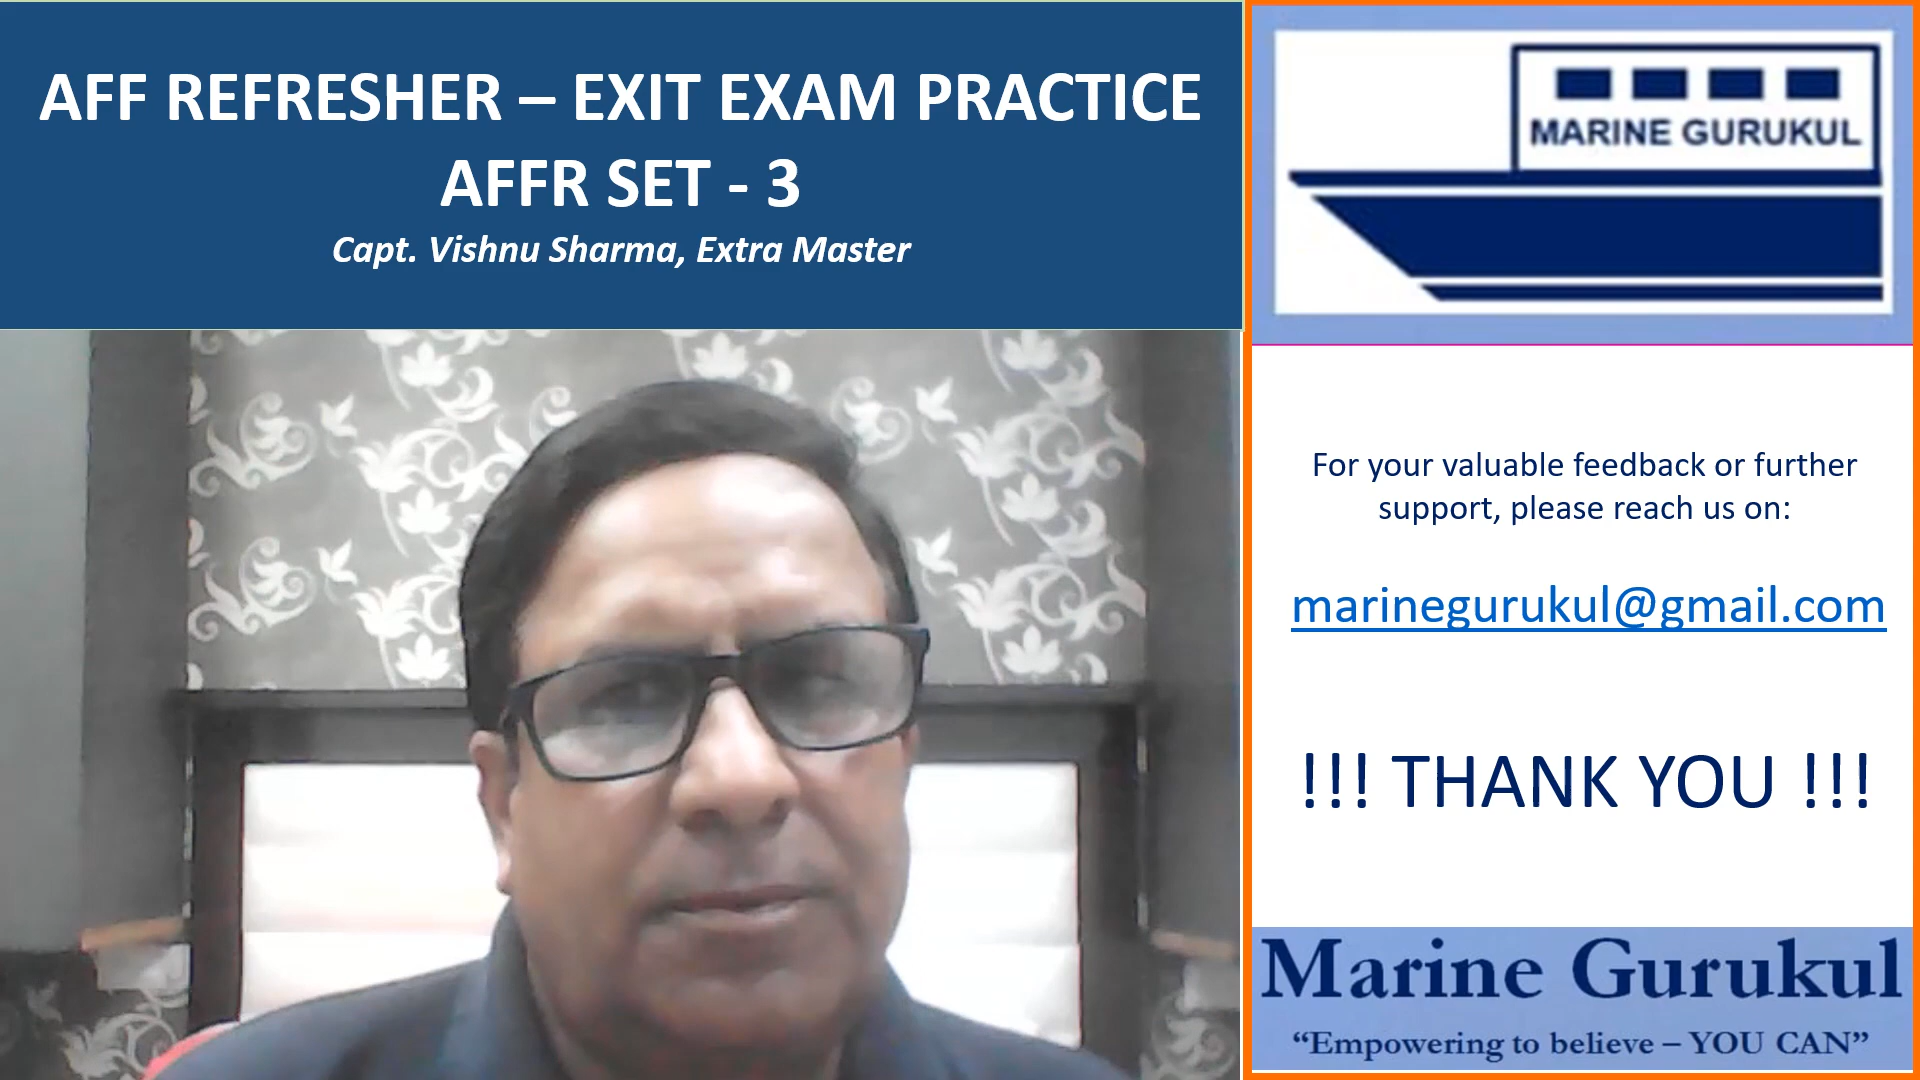 AFF REFRESHER – EXIT EXAM PRACTICE
AFFR SET - 3
Capt. Vishnu Sharma, Extra Master
MARINE GURUKUL
For your valuable feedback or further
support, please reach us on:
marinegurukul@gmail.com
!!! THANK YOU !!!
Marine Gurukul
“Empowering to believe – YOU CAN”